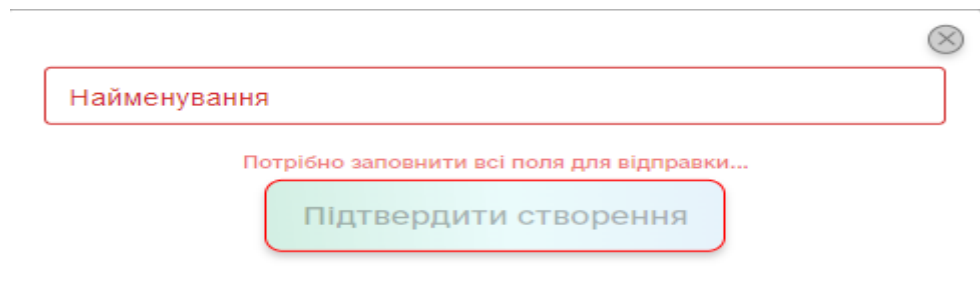 Найменування
Потрібно заповнити всі поля для відправки...
Підтвердити створення